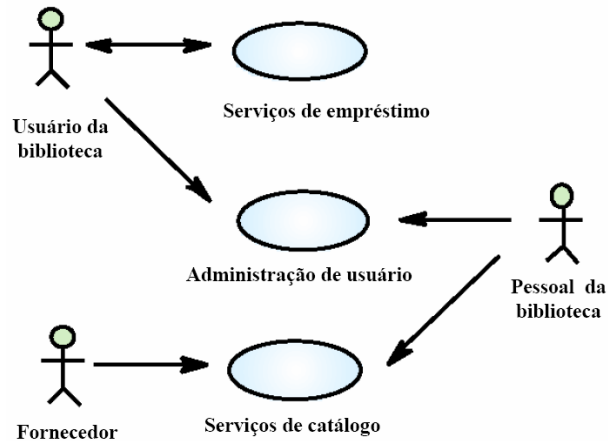 Serviços de empréstimo
Usuário da
biblioteca
Administração de usuário
Pessoal da
biblioteca
Serviços de catálogo
Fornecedor